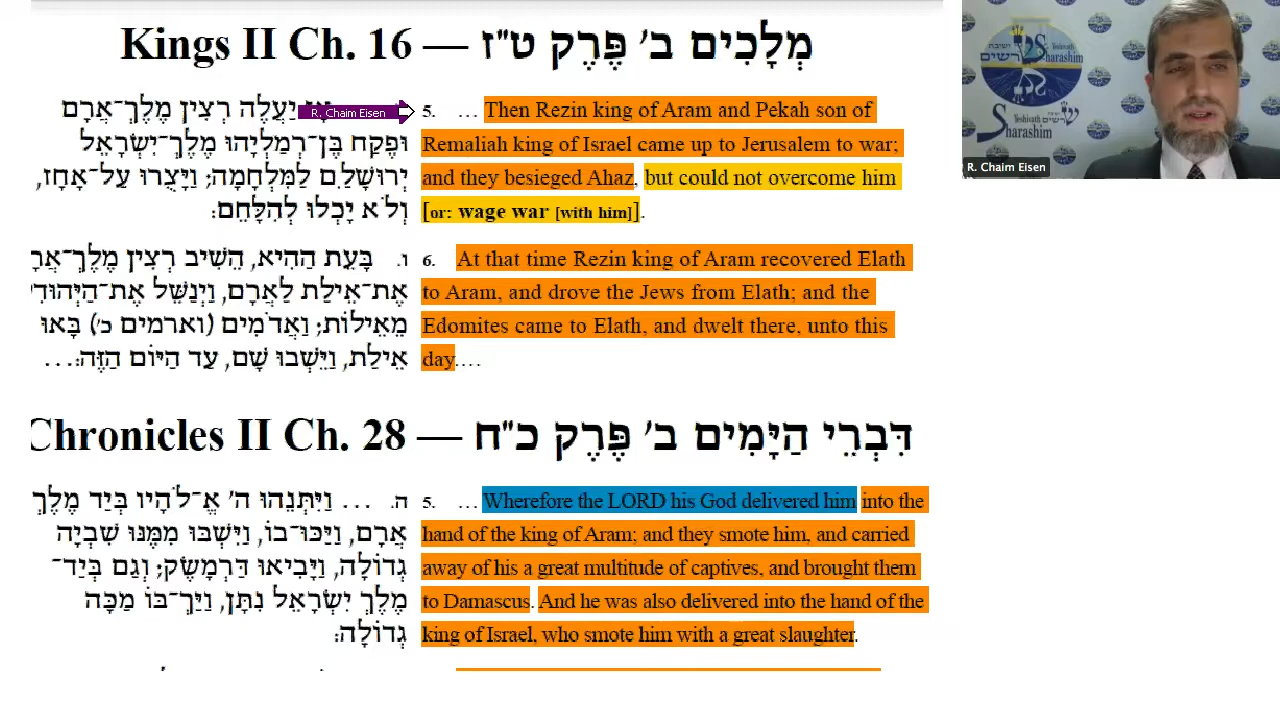 Kings II Ch. 16 — מְלָכִים ב׳ פֶּרֶק ט״ז
יַעֲלֶה רְצִין מֶלֶךְ־אֲרָם
וּפֶקַח בֶּן־רְמַלְיָהוּ מֶלֶךְ־יִשְׂרָאֵל
יְרוּשָׁלַ‍ִם לַמִּלְחָמָה; וַיָּצֻרוּ עַל־אָחָז,
וְלֹא יָכְלוּ לְהִלָּחֵם:
R. Chaim Eisen
5. … Then Rezin king of Aram and Pekah son of
Remaliah king of Israel came up to Jerusalem to war;
and they besieged Ahaz, but could not overcome him
[or: wage war [with him]].
ו. בָּעֵת הַהִיא, הֵשִׁיב רְצִין מֶלֶךְ־אֲרָ
אֶת־אֵילַת לַאֲרָם, וַיְנַשֵּׁל אֶת־הַיְּהוּדִי
מֵאֵילוֹת; וַאֲדֹמִים (וארמים כ׳) בָּאוּ
אֵילַת, וַיֵּשְׁבוּ שָׁם, עַד הַיּוֹם הַזֶּה:…
6. At that time Rezin king of Aram recovered Elath
to Aram, and drove the Jews from Elath; and the
Edomites came to Elath, and dwelt there, unto this
day….
Chronicles II Ch. 28 — דִּבְרֵי הַיָּמִים ב׳ פֶּרֶק כ״ח
ה. … וַיִּתְּנֵהוּ ה׳ אֱ־לֹהָיו בְּיַד מֶלֶךְ
אֲרָם, וַיַּכּוּ־בוֹ, וַיִּשְׁבּוּ מִמֶּנּוּ שִׁבְיָה
גְדוֹלָה, וַיָּבִיאוּ דַּרְמָשֶׂק; וְגַם בְּיַד־
מֶלֶךְ יִשְׂרָאֵל נִתָּן, וַיַּךְ־בּוֹ מַכָּה
גְדוֹלָה:
5. … Wherefore the LORD his God delivered him into the
hand of the king of Aram; and they smote him, and carried
away of his a great multitude of captives, and brought them
to Damascus. And he was also delivered into the hand of the
king of Israel, who smote him with a great slaughter.
Yeshivath
Sharashim
ישיבת
שרשים
Yeshivath
Sharashim
R. Chaim Eisen